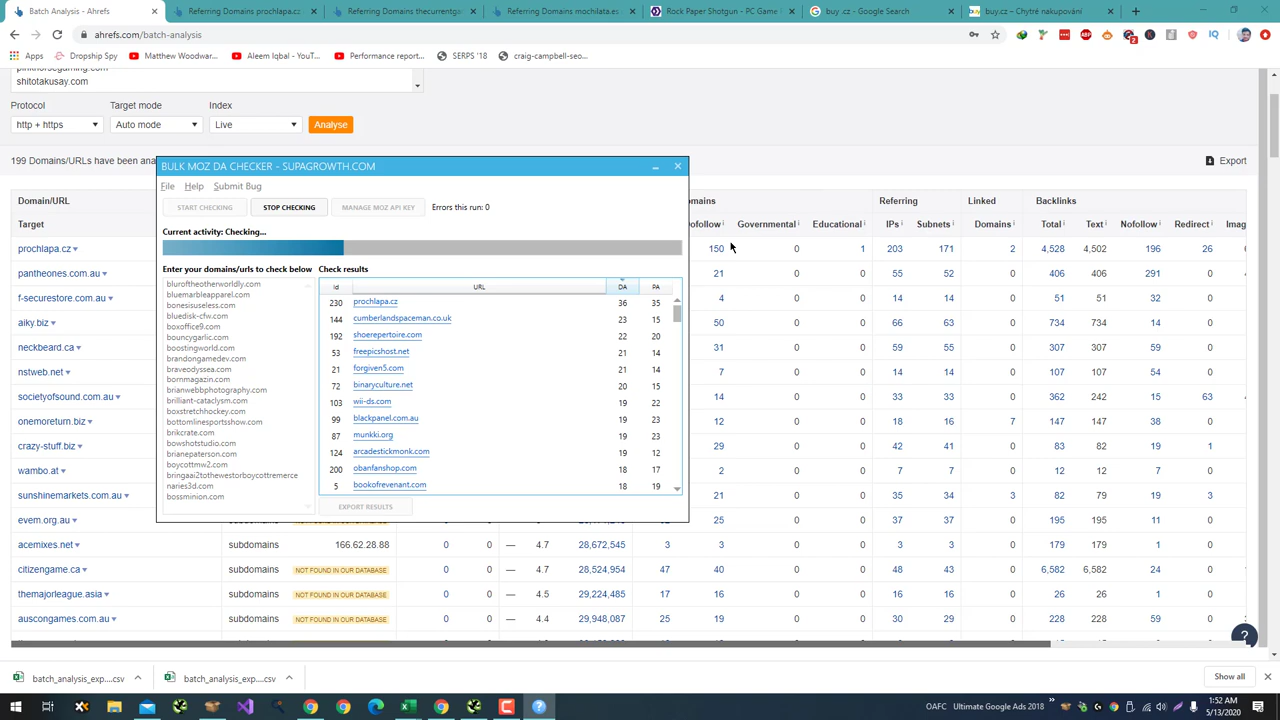 Batch Analysis - Ahrefs
Referring Domains prochlapa.cz
Referring Domains thecurrentgi
Referring Domains mochilata.es
Rock Paper Shotgun - PC Game
buy .cz - Google Search
buy.cz – Chytré nakupování
ahrefs.com/batch-analysis
Apps
Dropship Spy
Matthew Woodwar...
Aleem Iqbal - YouT...
Performance report...
SERPS '18
craig-campbell-seo...
shitotakusay.com
Protocol Target mode Index
http + https Auto mode Live Analyse
199 Domains/URLs have been an
Export
Domain/URL
Target
BULK MOZ DA CHECKER - SUPAGROWTH.COM
File Help Submit Bug
START CHECKING STOP CHECKING MANAGE MOZ API KEY Errors this run: 0
Current activity: Checking...
Enter your domains/urls to check below
bluroftheotherworldly.com
bluemarbleapparel.com
bonesisuseless.com
bluedisk-cfw.com
boxoffice9.com
bouncygarlic.com
boostingworld.com
brandongamedev.com
braveodyssea.com
bornmagazin.com
brianwebbphotography.com
brilliant-cataclysm.com
boxstretchhockey.com
bottomlinesportsshow.com
brikcrate.com
bowshotstudio.com
brianepaterson.com
boycottmw2.com
bringaai2tothewestorboycottremerce
naries3d.com
bossminion.com
Check results
Id URL DA PA
230 prochlapa.cz 36 35
144 cumberlandspaceman.co.uk 23 15
192 shoerepertoire.com 22 20
53 freepicshost.net 21 14
21 forgiven5.com 21 14
72 binaryculture.net 20 15
103 wii-ds.com 19 22
99 blackpanel.com.au 19 23
87 munkki.org 19 23
124 arcadestickmonk.com 19 12
200 obanfanshop.com 18 17
5 bookofrevenant.com 18 19
EXPORT RESULTS
omains Referring Linked Backlinks
ofollow Governmental Educational IPs Subnets Domains Total Text Nofollow Redirect Imag
prochlapa.cz 150 0 1 203 171 2 4,528 4,502 196 26
pantheones.com.au 21 0 0 55 52 0 406 406 291 0
f-securestore.com.au 4 0 0 14 14 0 51 51 32 0
aiky.biz 50 0 0 66 63 0 734 734 14 0
neckbeard.ca 31 0 0 59 55 0 307 307 59 0
nstweb.net 7 0 0 14 14 0 107 107 54 0
societyofsound.com.au 14 0 0 33 33 0 362 242 15 63
onemoreturn.biz 12 0 0 18 16 7 147 147 38 0
crazy-stuff.biz 29 0 0 42 41 0 83 82 19 1
wambo.at 2 0 0 8 7 0 12 12 7 0
sunshinemarkets.com.au 21 0 0 35 34 3 82 79 19 3
evem.org.au 25 0 0 37 37 0 195 195 11 0
acemixes.net subdomains 166.62.28.88 0 0 — 4.7 28,672,545 3 3 0 0 3 3 0 179 179 1 0
citizengame.ca subdomains NOT FOUND IN OUR DATABASE 0 0 — 4.7 28,524,954 47 40 0 0 48 43 0 6,582 6,582 24 0
themajorleague.asia subdomains NOT FOUND IN OUR DATABASE 0 0 — 4.5 29,224,485 17 16 0 0 18 16 0 26 26 1 0
auscongames.com.au subdomains NOT FOUND IN OUR DATABASE 0 0 — 4.4 29,948,087 25 19 0 0 30 29 0 228 228 59 0
batch_analysis_exp....csv
batch_analysis_exp....csv
Show all
OAFC Ultimate Google Ads 2018
1:52 AM
5/13/2020